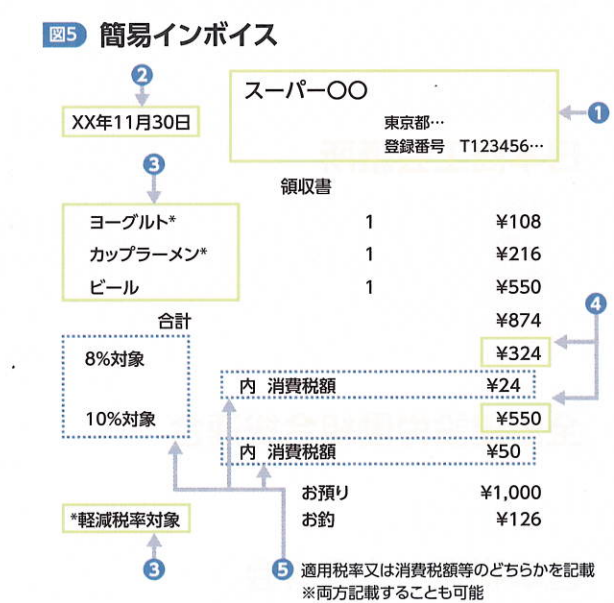 図5 簡易インボイス
2
スーパー〇〇
XX年11月30日
東京都…
1
登録番号 T123456…
3
領収書
ヨーグルト* 1 ¥108
カップラーメン* 1 ¥216
ビール 1 ¥550
4
合計 ¥874
8%対象 ¥324
内 消費税額 ¥24
10%対象 ¥550
内 消費税額 ¥50
お預り ¥1,000
*軽減税率対象 お釣 ¥126
3
5 適用税率又は消費税額等のどちらかを記載
※両方記載することも可能